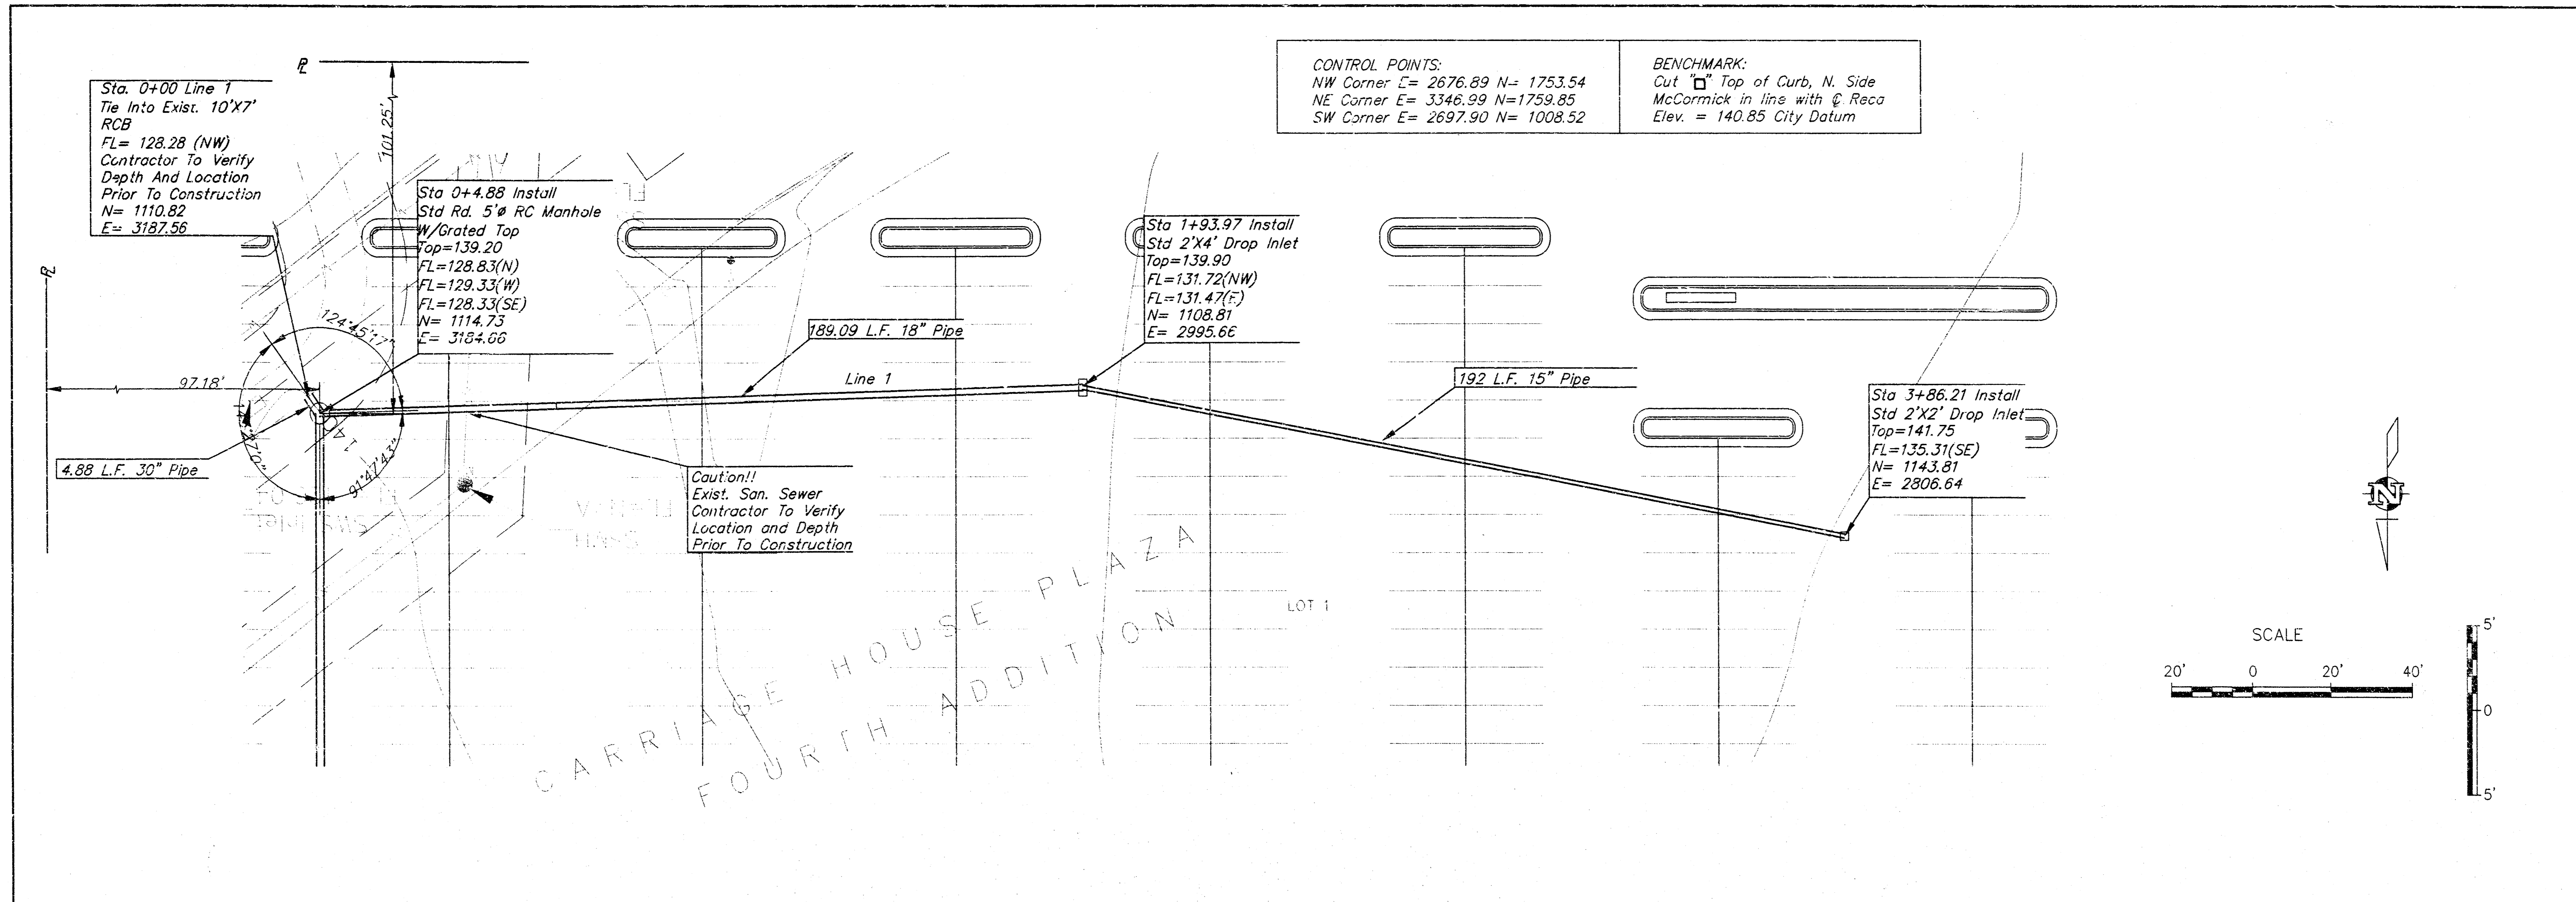 CONTROL POINTS:
NW Corner E= 2676.89 N= 1753.54
NE Corner E= 3346.99 N=1759.85
SW Corner E= 2697.90 N= 1008.52
BENCHMARK:
Cut "□" Top of Curb, N. Side
McCormick in line with ℄ Reca
Elev. = 140.85 City Datum
Sta. 0+00 Line 1
Tie Into Exist. 10'X7'
RCB
FL= 128.28 (NW)
Contractor To Verify
Depth And Location
Prior To Construction
N= 1110.82
E= 3187.56
101.25'
Sta 0+4.88 Install
Std Rd. 5'ø RC Manhole
W/Grated Top
Top=139.20
FL=128.83(N)
FL=129.33(W)
FL=128.33(SE)
N= 1114.73
E= 3184.66
Sta 1+93.97 Install
Std 2'X4' Drop Inlet
Top=139.90
FL=131.72(NW)
FL=131.47(E)
N= 1108.81
E= 2995.66
124°45'17"
189.09 L.F. 18" Pipe
97.18'
Line 1
192 L.F. 15" Pipe
Sta 3+86.21 Install
Std 2'X2' Drop Inlet
Top=141.75
FL=135.31(SE)
N= 1143.81
E= 2806.64
4.88 L.F. 30" Pipe
91°47'43"
Caution!!
Exist. San. Sewer
Contractor To Verify
Location and Depth
Prior To Construction
N
CARRIAGE HOUSE PLAZA
FOURTH ADDITION
LOT 1
SCALE
20' 0 20' 40'
5'
0
5'